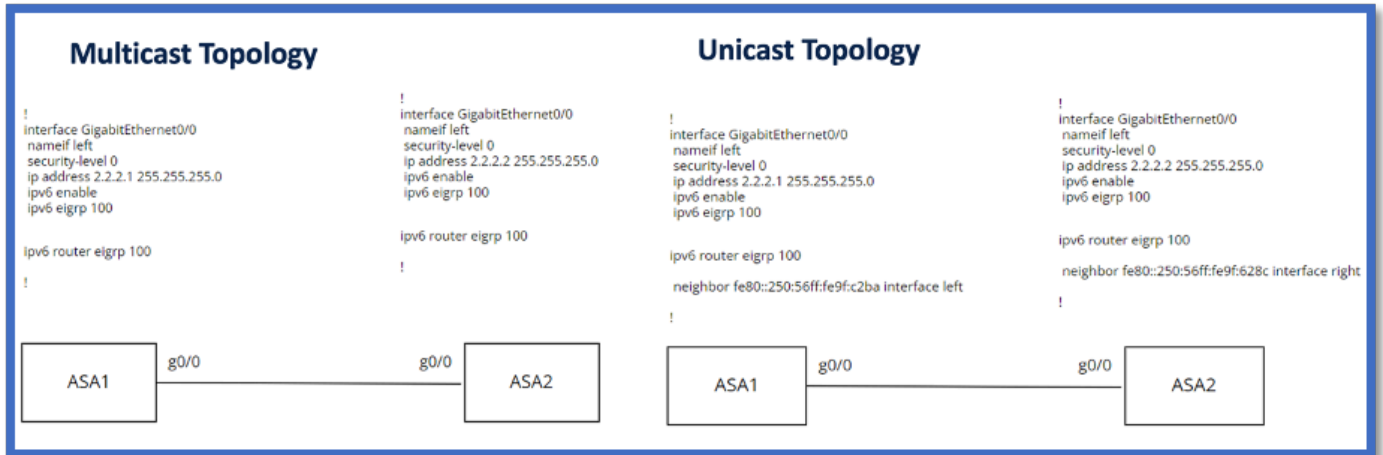 Multicast Topology
!
interface GigabitEthernet0/0
nameif left
security-level 0
ip address 2.2.2.1 255.255.255.0
ipv6 enable
ipv6 eigrp 100
ipv6 router eigrp 100
!
!
interface GigabitEthernet0/0
nameif left
security-level 0
ip address 2.2.2.2 255.255.255.0
ipv6 enable
ipv6 eigrp 100
ipv6 router eigrp 100
!
ASA1
g0/0
g0/0
ASA2
Unicast Topology
!
interface GigabitEthernet0/0
nameif left
security-level 0
ip address 2.2.2.1 255.255.255.0
ipv6 enable
ipv6 eigrp 100
ipv6 router eigrp 100
neighbor fe80::250:56ff:fe9f:c2ba interface left
!
!
interface GigabitEthernet0/0
nameif left
security-level 0
ip address 2.2.2.2 255.255.255.0
ipv6 enable
ipv6 eigrp 100
ipv6 router eigrp 100
neighbor fe80::250:56ff:fe9f:628c interface right
!
ASA1
g0/0
g0/0
ASA2